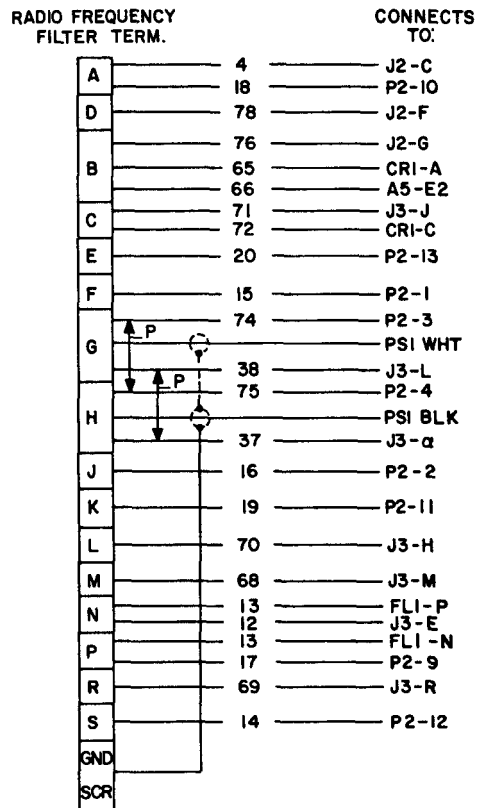 RADIO FREQUENCY CONNECTS
FILTER TERM. TO:
A 4 J2-C
18 P2-10
D 78 J2-F
76 J2-G
B 65 CR1-A
66 A5-E2
71 J3-J
C 72 CR1-C
E 20 P2-13
F 15 P2-1
74 P2-3
P
G PS1 WHT
38 J3-L
P
75 P2-4
H PS1 BLK
37 J3-α
J 16 P2-2
K 19 P2-11
L 70 J3-H
M 68 J3-M
13 FL1-P
N 12 J3-E
13 FL1-N
P 17 P2-9
R 69 J3-R
S 14 P2-12
GND
SCR